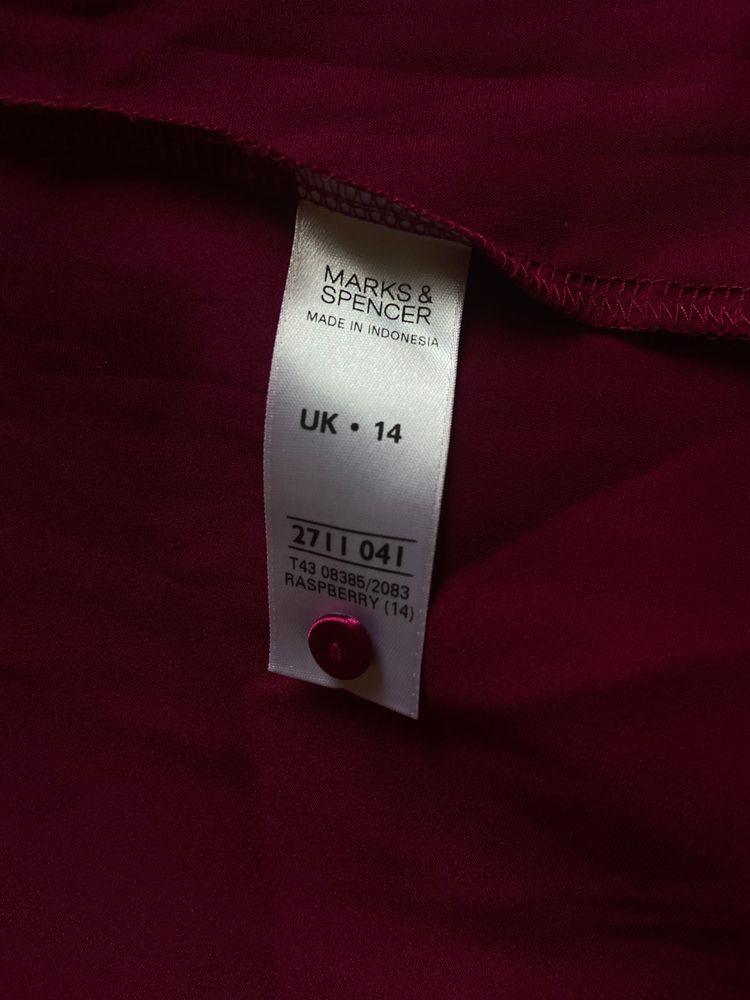 MARKS &
SPENCER
MADE IN INDONESIA
UK • 14
2711 041
T43 08385/2083
RASPBERRY (14)